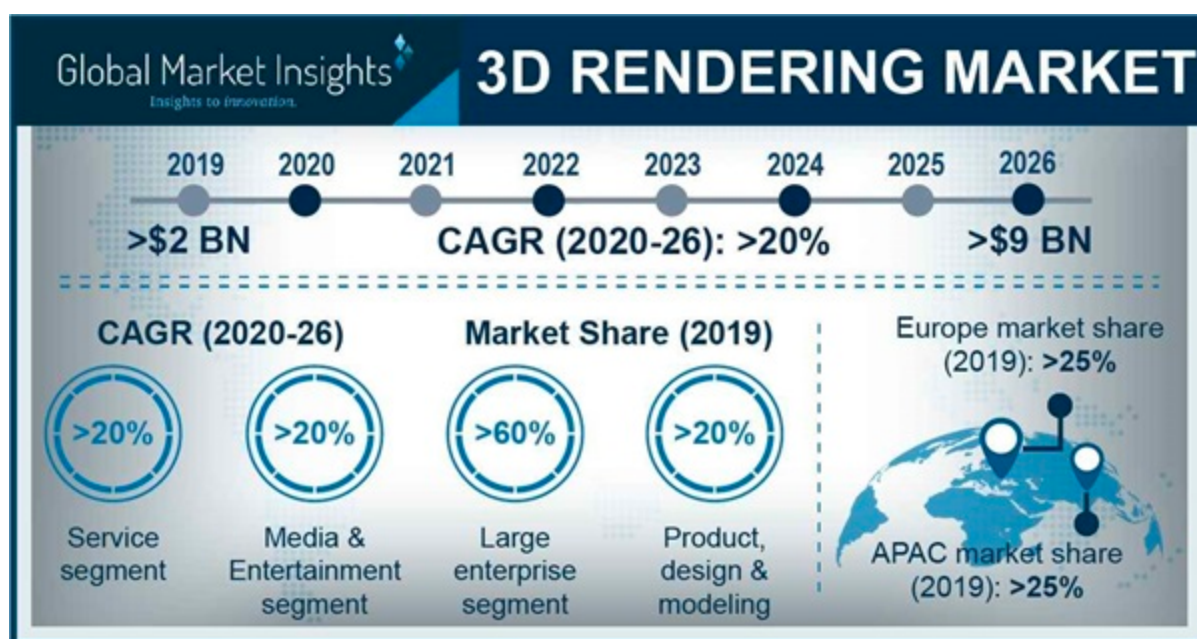 Global Market Insights
Insights to innovation.
3D RENDERING MARKET
2019 2020 2021 2022 2023 2024 2025 2026
>$2 BN CAGR (2020-26): >20% >$9 BN
CAGR (2020-26)
>20% >20%
Service
segment
Media &
Entertainment
segment
Market Share (2019)
>60% >20%
Large
enterprise
segment
Product,
design &
modeling
Europe market share
(2019): >25%
APAC market share
(2019): >25%